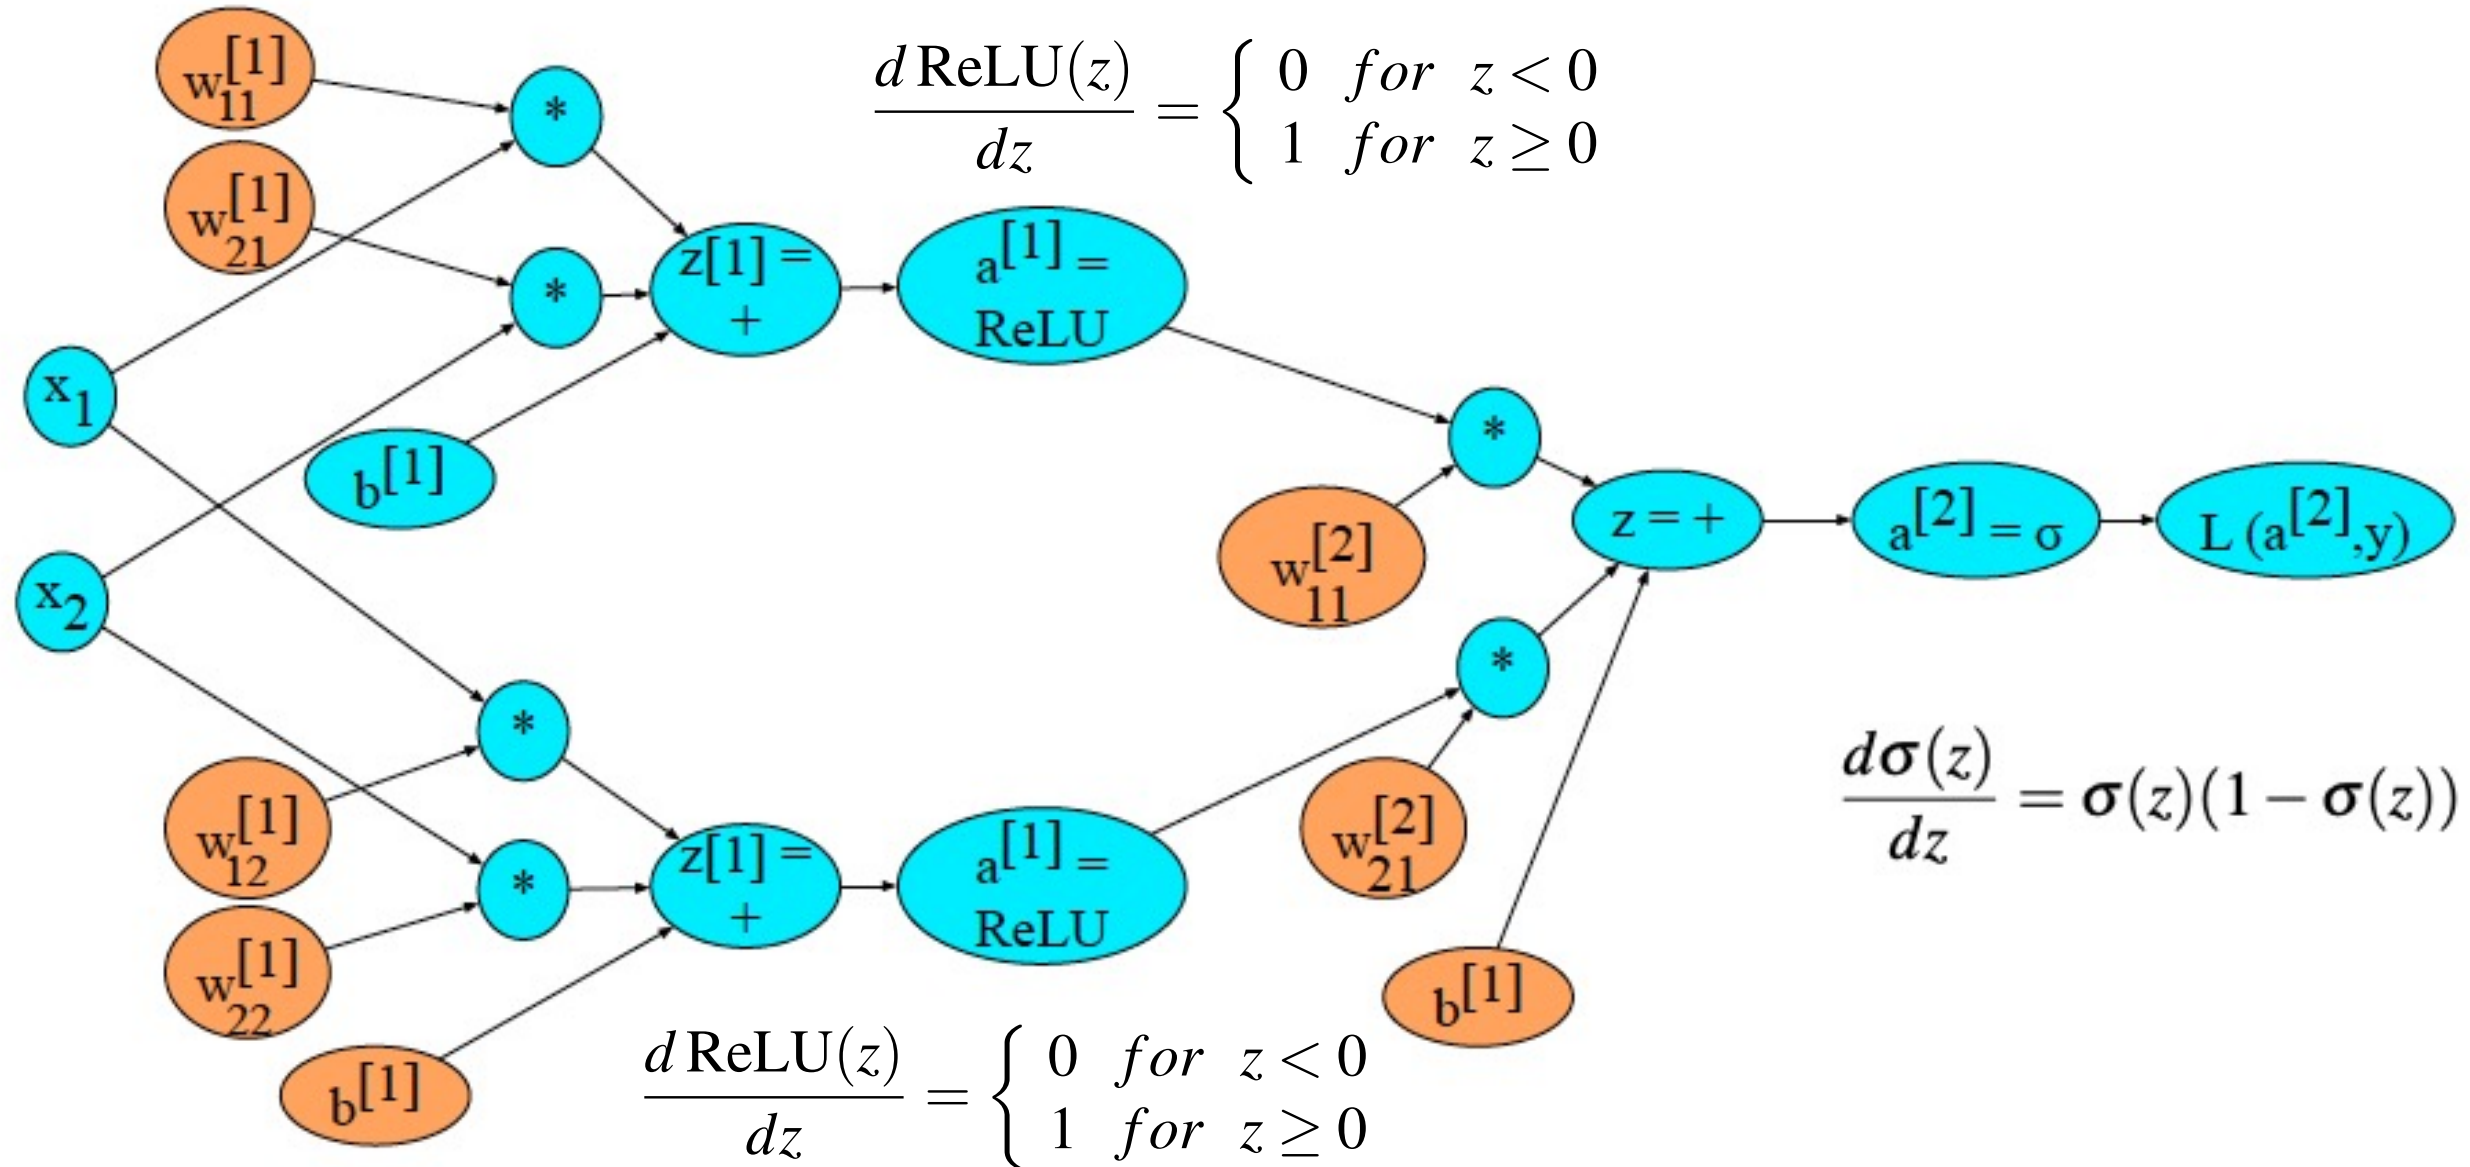 w[1]
11
*
w[1]
21
*
z[1] =
+
a[1] =
ReLU
d ReLU(z)
dz
= { 0 for z < 0
1 for z ≥ 0
x1
b[1]
x2
*
w[2]
11
z = +
a[2] = σ
L (a[2],y)
*
w[2]
21
b[1]
dσ(z)
dz
= σ(z)(1 − σ(z))
*
w[1]
12
*
w[1]
22
z[1] =
+
a[1] =
ReLU
b[1]
d ReLU(z)
dz
= { 0 for z < 0
1 for z ≥ 0